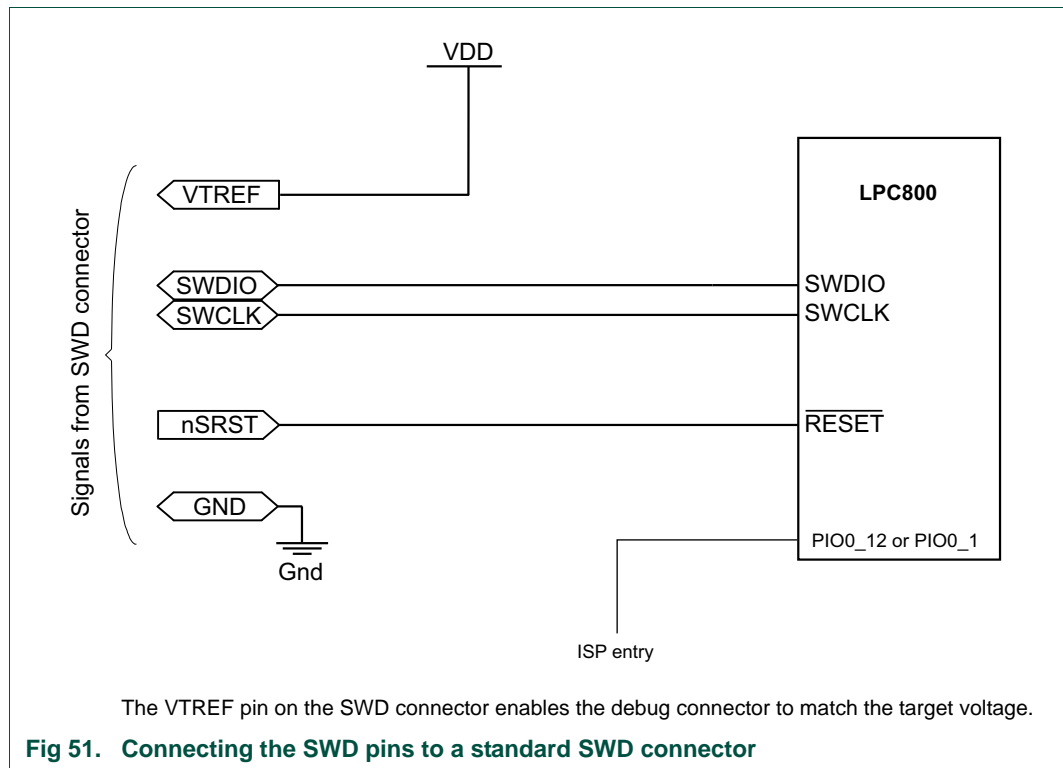 VDD
VTREF
LPC800
Signals from SWD connector
SWDIO
SWDIO
SWCLK
SWCLK
nSRST
RESET
GND
Gnd
PIO0_12 or PIO0_1
ISP entry
The VTREF pin on the SWD connector enables the debug connector to match the target voltage.
Fig 51. Connecting the SWD pins to a standard SWD connector